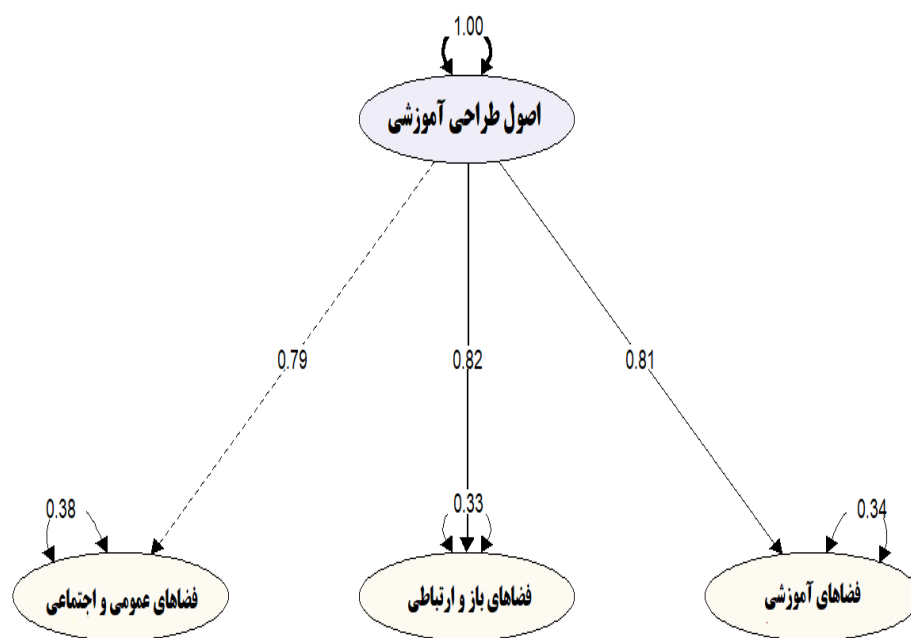 1.00
اصول طراحی آموزشی
0.79
0.82
0.81
0.38
0.33
0.34
فضاهای عمومی و اجتماعی
فضاهای باز و ارتباطی
فضاهای آموزشی